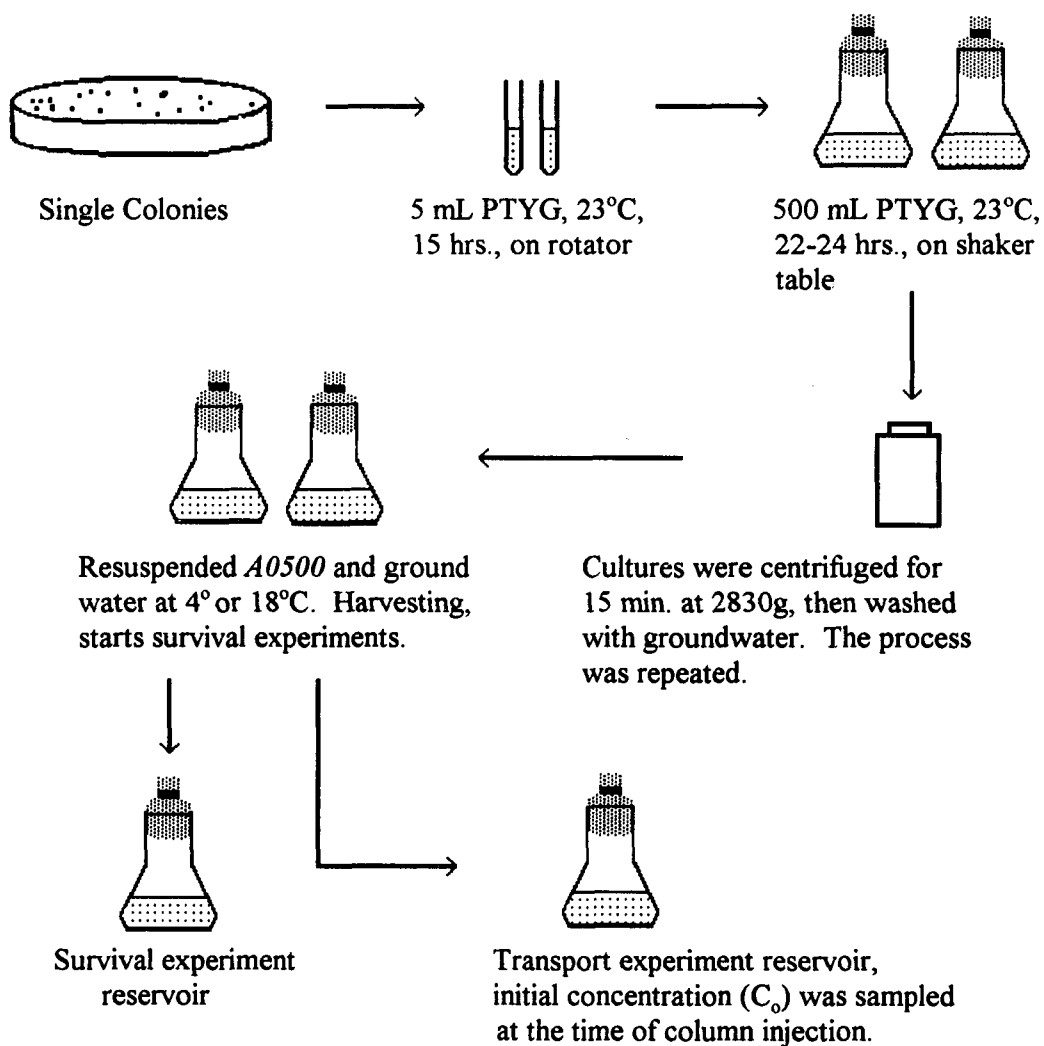 Single Colonies
5 mL PTYG, 23°C,
15 hrs., on rotator
500 mL PTYG, 23°C,
22-24 hrs., on shaker
table
Resuspended A0500 and ground
water at 4° or 18°C. Harvesting,
starts survival experiments.
Cultures were centrifuged for
15 min. at 2830g, then washed
with groundwater. The process
was repeated.
Survival experiment
reservoir
Transport experiment reservoir,
initial concentration (Co) was sampled
at the time of column injection.